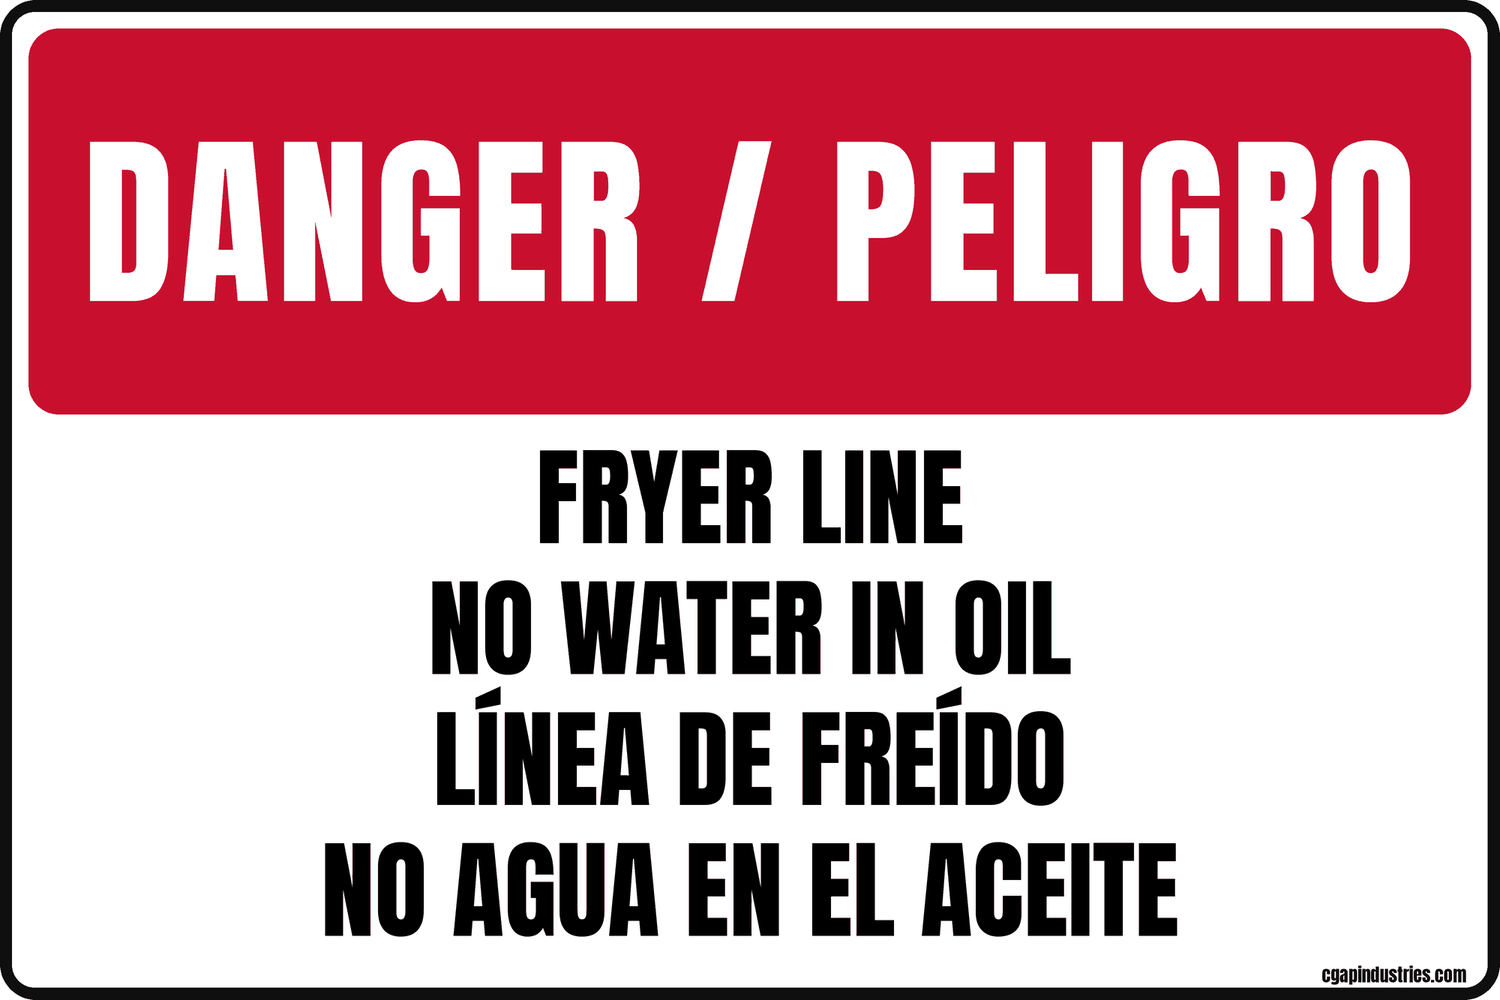 DANGER / PELIGRO
FRYER LINE
NO WATER IN OIL
LÍNEA DE FREÍDO
NO AGUA EN EL ACEITE
cgapindustries.com